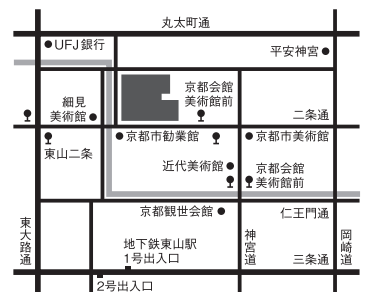 丸太町通
UFJ銀行
平安神宮
京都会館
美術館前
細見
美術館
二条通
京都市勧業館
京都市美術館
東山二条
近代美術館
京都会館
美術館前
京都観世会館
仁王門通
東大路通
地下鉄東山駅
1号出入口
神宮道
岡崎道
三条通
2号出入口